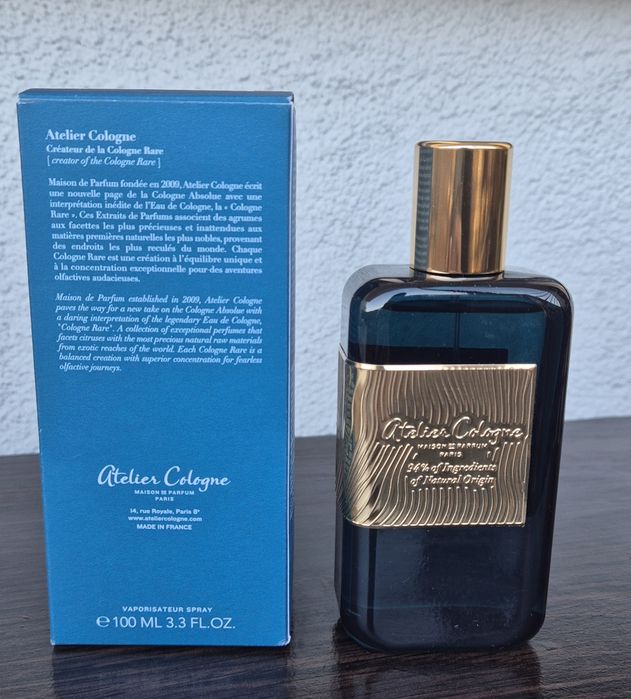 Atelier Cologne
Créateur de la Cologne Rare
[ creator of the Cologne Rare ]
Maison de Parfum fondée en 2009, Atelier Cologne écrit
une nouvelle page de la Cologne Absolue avec une
interprétation inédite de l'Eau de Cologne, la « Cologne
Rare ». Ces Extraits de Parfums associent des agrumes
aux facettes les plus précieuses et inattendues aux
matières premières naturelles les plus nobles, provenant
des endroits les plus reculés du monde. Chaque
Cologne Rare est une création à l'équilibre unique et
à la concentration exceptionnelle pour des aventures
olfactives audacieuses.
Maison de Parfum established in 2009, Atelier Cologne
paves the way for a new take on the Cologne Absolue with
a daring interpretation of the legendary Eau de Cologne,
"Cologne Rare". A collection of exceptional perfumes that
facets citruses with the most precious natural raw materials
from exotic reaches of the world. Each Cologne Rare is a
balanced creation with superior concentration for fearless
olfactive journeys.
Atelier Cologne
MAISON DE PARFUM
PARIS
14, rue Royale, Paris 8e
www.ateliercologne.com
MADE IN FRANCE
VAPORISATEUR SPRAY
℮ 100 ML 3.3 FL.OZ.
Atelier Cologne
MAISON DE PARFUM
PARIS
94% of Ingredients
of Natural Origin